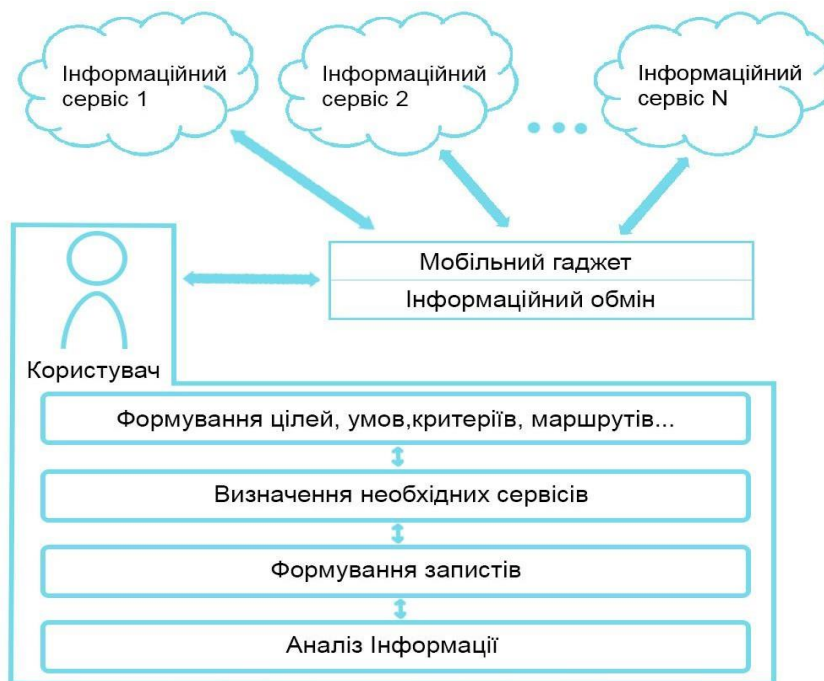 Інформаційний
сервіс 1
Інформаційний
сервіс 2
Інформаційний
сервіс N
Мобільний гаджет
Інформаційний обмін
Користувач
Формування цілей, умов,критеріїв, маршрутів...
Визначення необхідних сервісів
Формування запистів
Аналіз Інформації